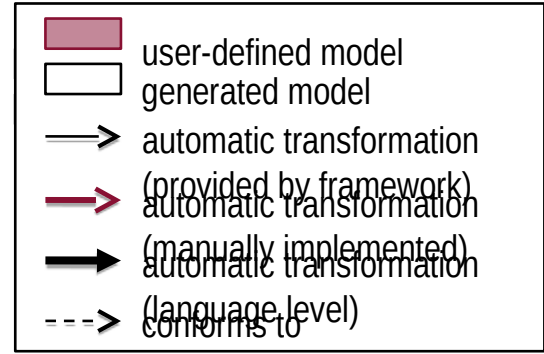 user-defined model
generated model
automatic transformation
(provided by framework)
automatic transformation
(manually implemented)
automatic transformation
(language level)
conforms to